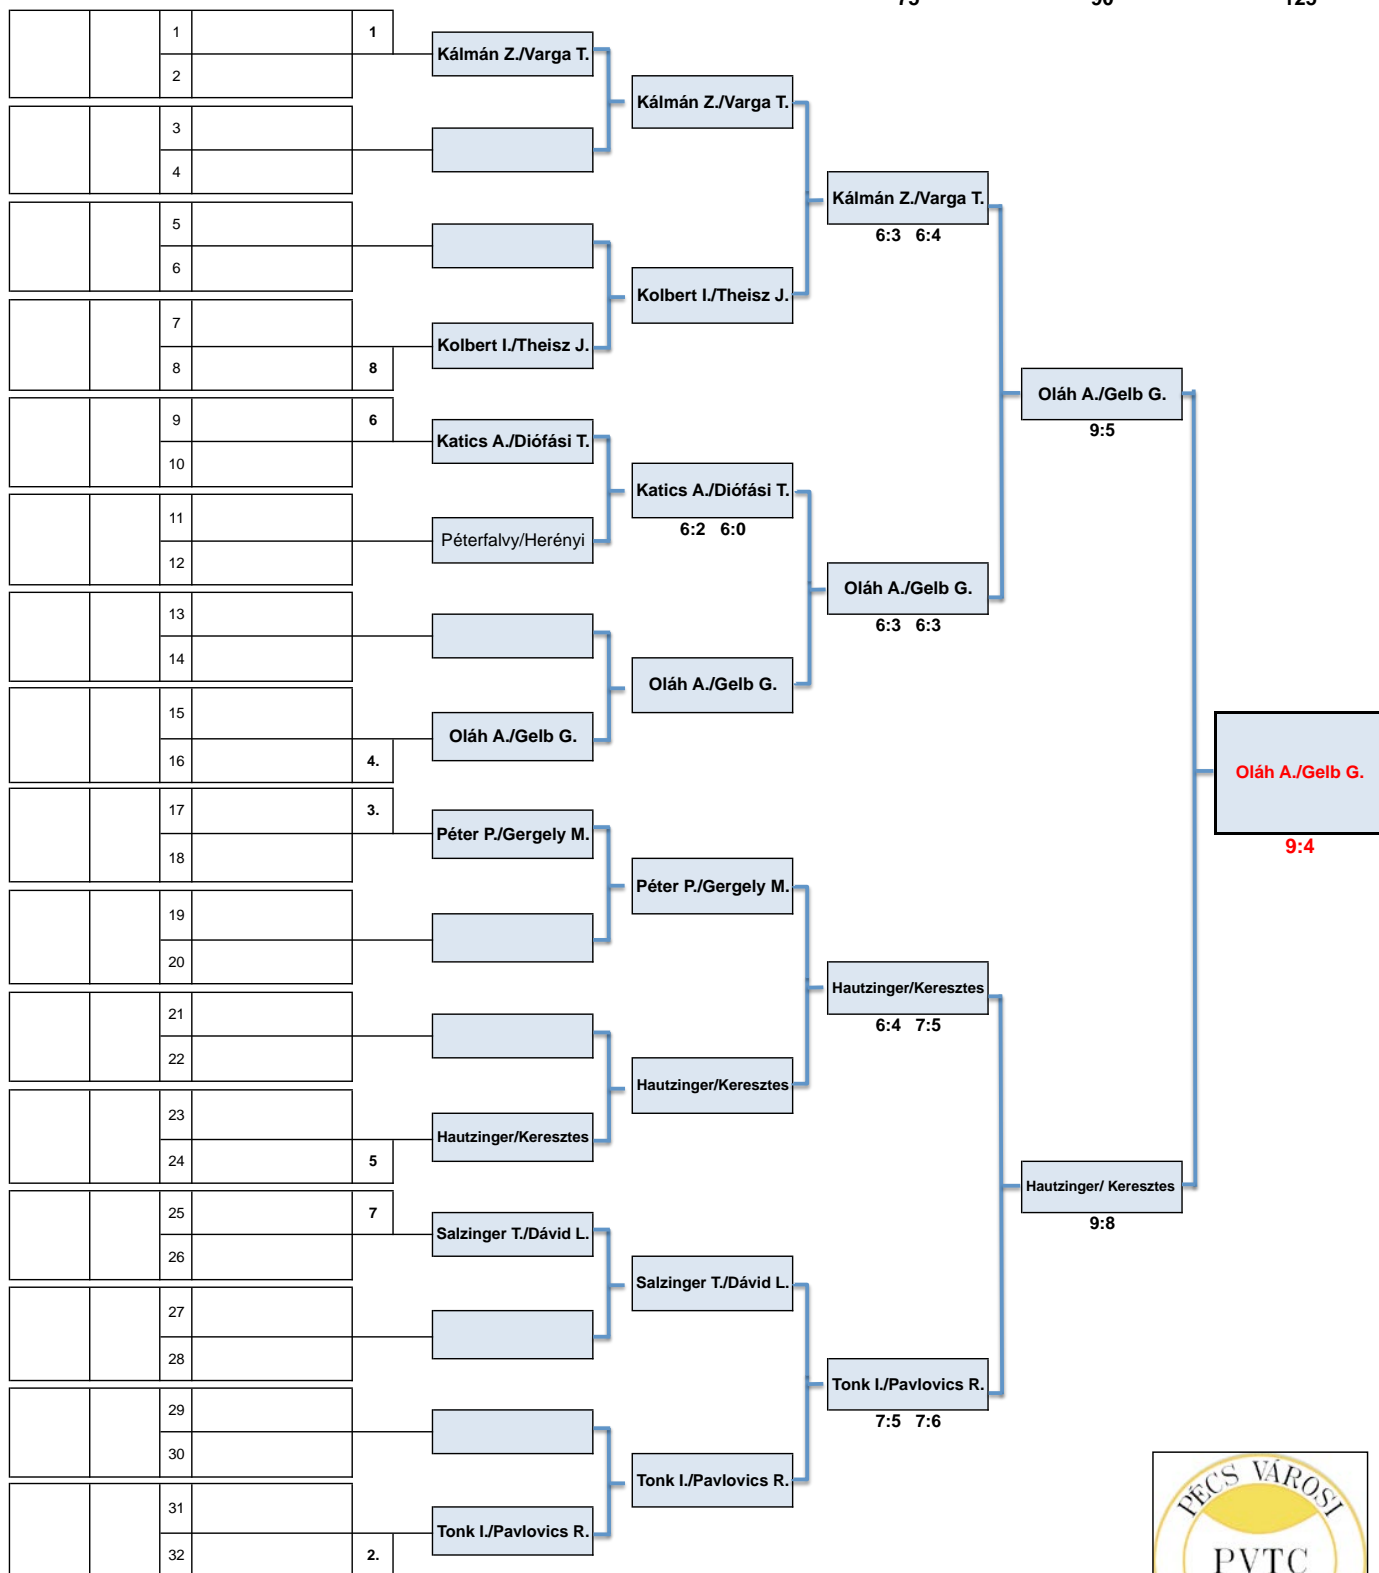 1 1
Kálmán Z./Varga T.
2
Kálmán Z./Varga T.
3
4
Kálmán Z./Varga T.
5
6:3 6:4
6
Kolbert I./Theisz J.
7
Kolbert I./Theisz J.
8 8
Oláh A./Gelb G.
9 6
9:5
Katics A./Diófási T.
10
Katics A./Diófási T.
11
6:2 6:0
Péterfalvy/Herényi
12
Oláh A./Gelb G.
13
6:3 6:3
14
Oláh A./Gelb G.
15
Oláh A./Gelb G.
16 4.
Oláh A./Gelb G.
17 3.
Péter P./Gergely M.
9:4
18
Péter P./Gergely M.
19
20
Hautzinger/Keresztes
21
6:4 7:5
22
Hautzinger/Keresztes
23
Hautzinger/Keresztes
24 5
Hautzinger/ Keresztes
25 7
9:8
Salzinger T./Dávid L.
26
Salzinger T./Dávid L.
27
28
Tonk I./Pavlovics R.
29
7:5 7:6
30
Tonk I./Pavlovics R.
PÉCS VÁROSI
31
Tonk I./Pavlovics R.
32 2.
PVTC